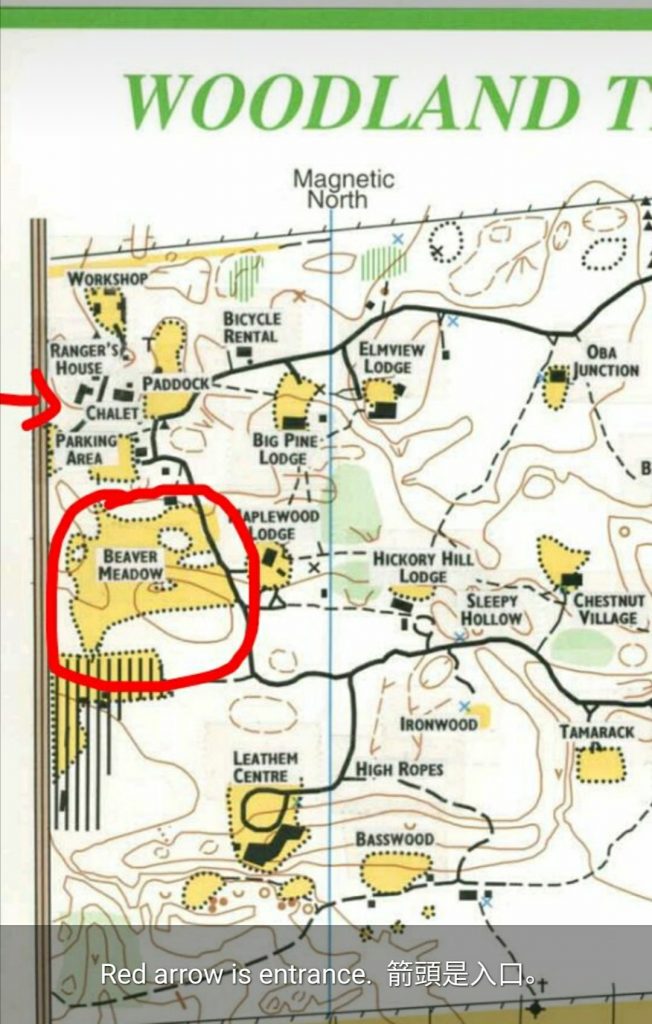 WOODLAND T
Magnetic
North
WORKSHOP
BICYCLE
RENTAL
RANGER'S
HOUSE
ELMVIEW
LODGE
OBA
JUNCTION
PADDOCK
CHALET
PARKING
AREA
BIG PINE
LODGE
B
MAPLEWOOD
LODGE
BEAVER
MEADOW
HICKORY HILL
LODGE
SLEEPY
HOLLOW
CHESTNUT
VILLAGE
IRONWOOD
TAMARACK
LEATHEM
CENTRE
HIGH ROPES
BASSWOOD
Red arrow is entrance. 箭頭是入口。